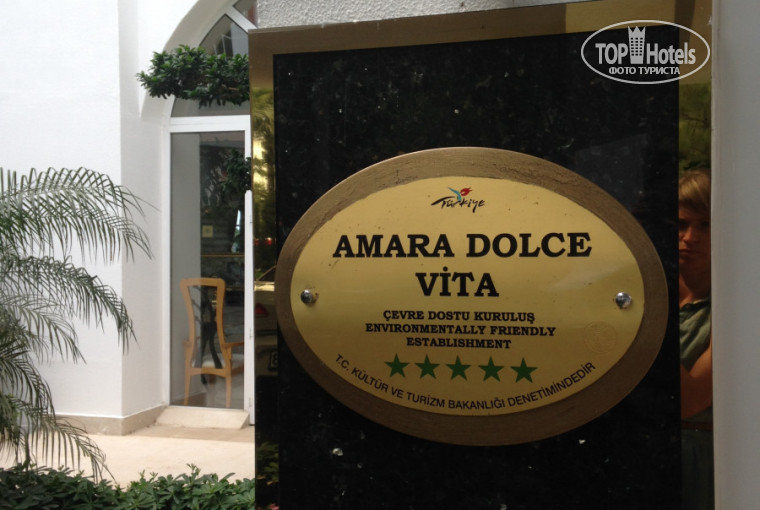 TOP Hotels
ФОТО ТУРИСТА
Türkiye
AMARA DOLCE
VİTA
ÇEVRE DOSTU KURULUŞ
ENVIRONMENTALLY FRIENDLY
ESTABLISHMENT
T.C. KÜLTÜR VE TURİZM BAKANLIĞI DENETİMİNDEDİR